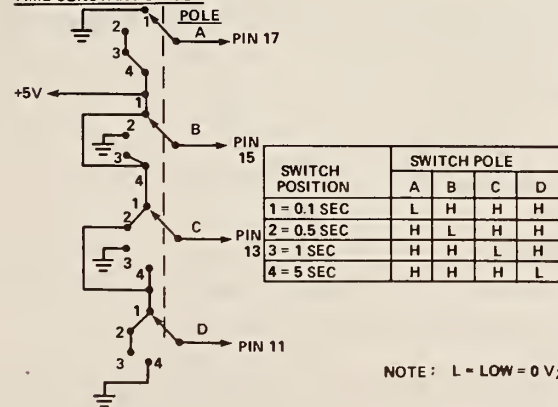 POLE
1 A PIN 17
2
3
4
+5V
1
2 B PIN
15
3
4
1
2 C PIN
13
3
4
1
2 D PIN 11
3 4
SWITCH POSITION SWITCH POLE
A B C D
1 = 0.1 SEC L H H H
2 = 0.5 SEC H L H H
3 = 1 SEC H H L H
4 = 5 SEC H H H L
NOTE: L = LOW = 0 V;